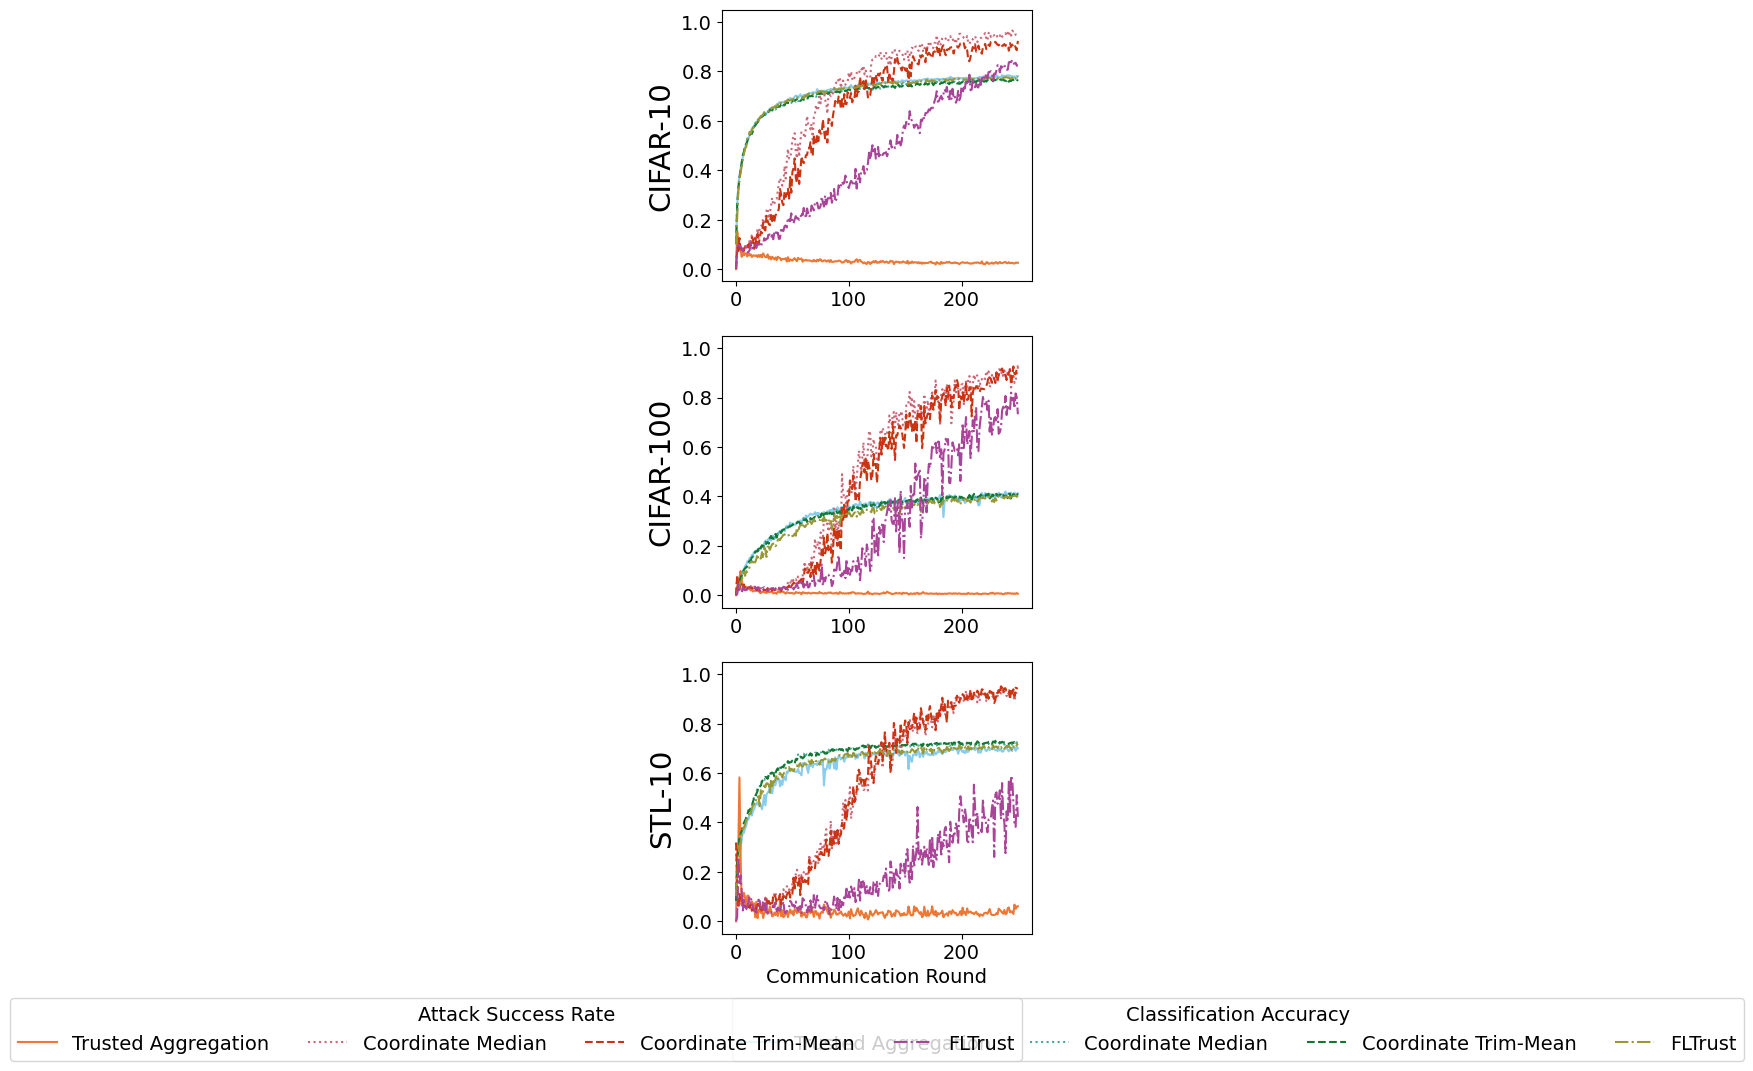 1.0
0.8
0.6
0.4
0.2
0.0
CIFAR-10
0 100 200
1.0
0.8
0.6
0.4
0.2
0.0
CIFAR-100
0 100 200
1.0
0.8
0.6
0.4
0.2
0.0
STL-10
0 100 200
Communication Round
Attack Success Rate Classification Accuracy
Trusted Aggregation Coordinate Median Coordinate Trim-Mean Trusted Aggregation FLTrust Coordinate Median Coordinate Trim-Mean FLTrust